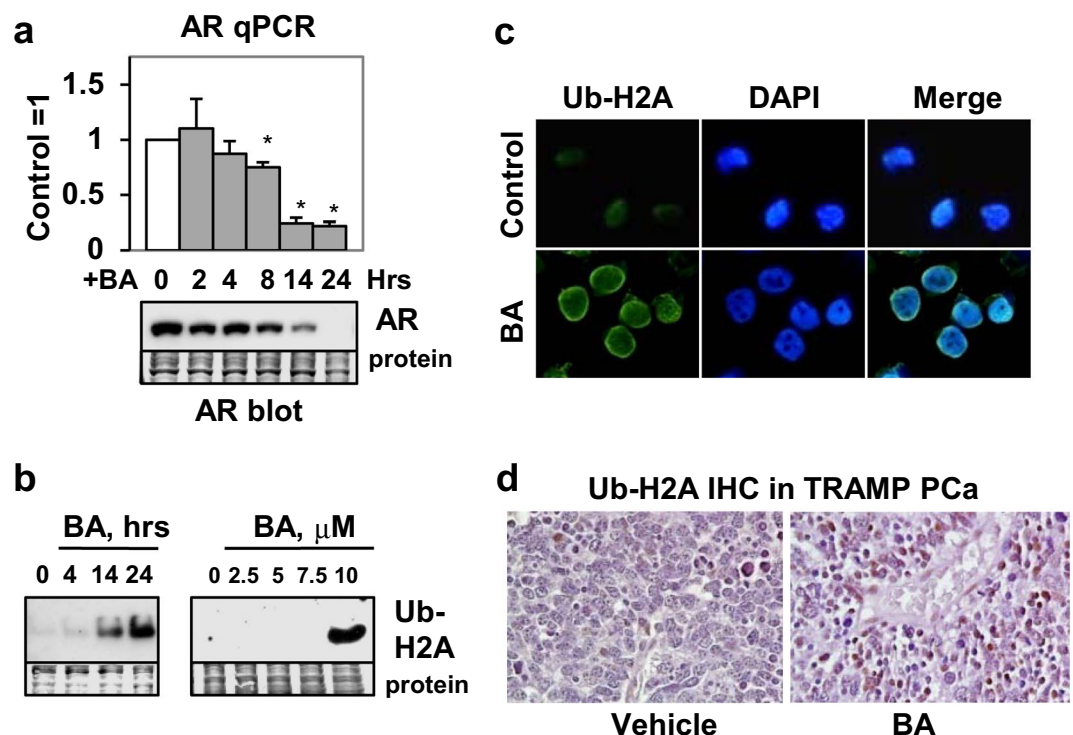 a
AR qPCR
Control =1
1.5
1
0.5
0
* * *
+BA 0 2 4 8 14 24 Hrs
AR
protein
AR blot
b
BA, hrs
0 4 14 24
BA, μM
0 2.5 5 7.5 10
Ub-
H2A
protein
c
Ub-H2A DAPI Merge
Control
BA
d
Ub-H2A IHC in TRAMP PCa
Vehicle BA